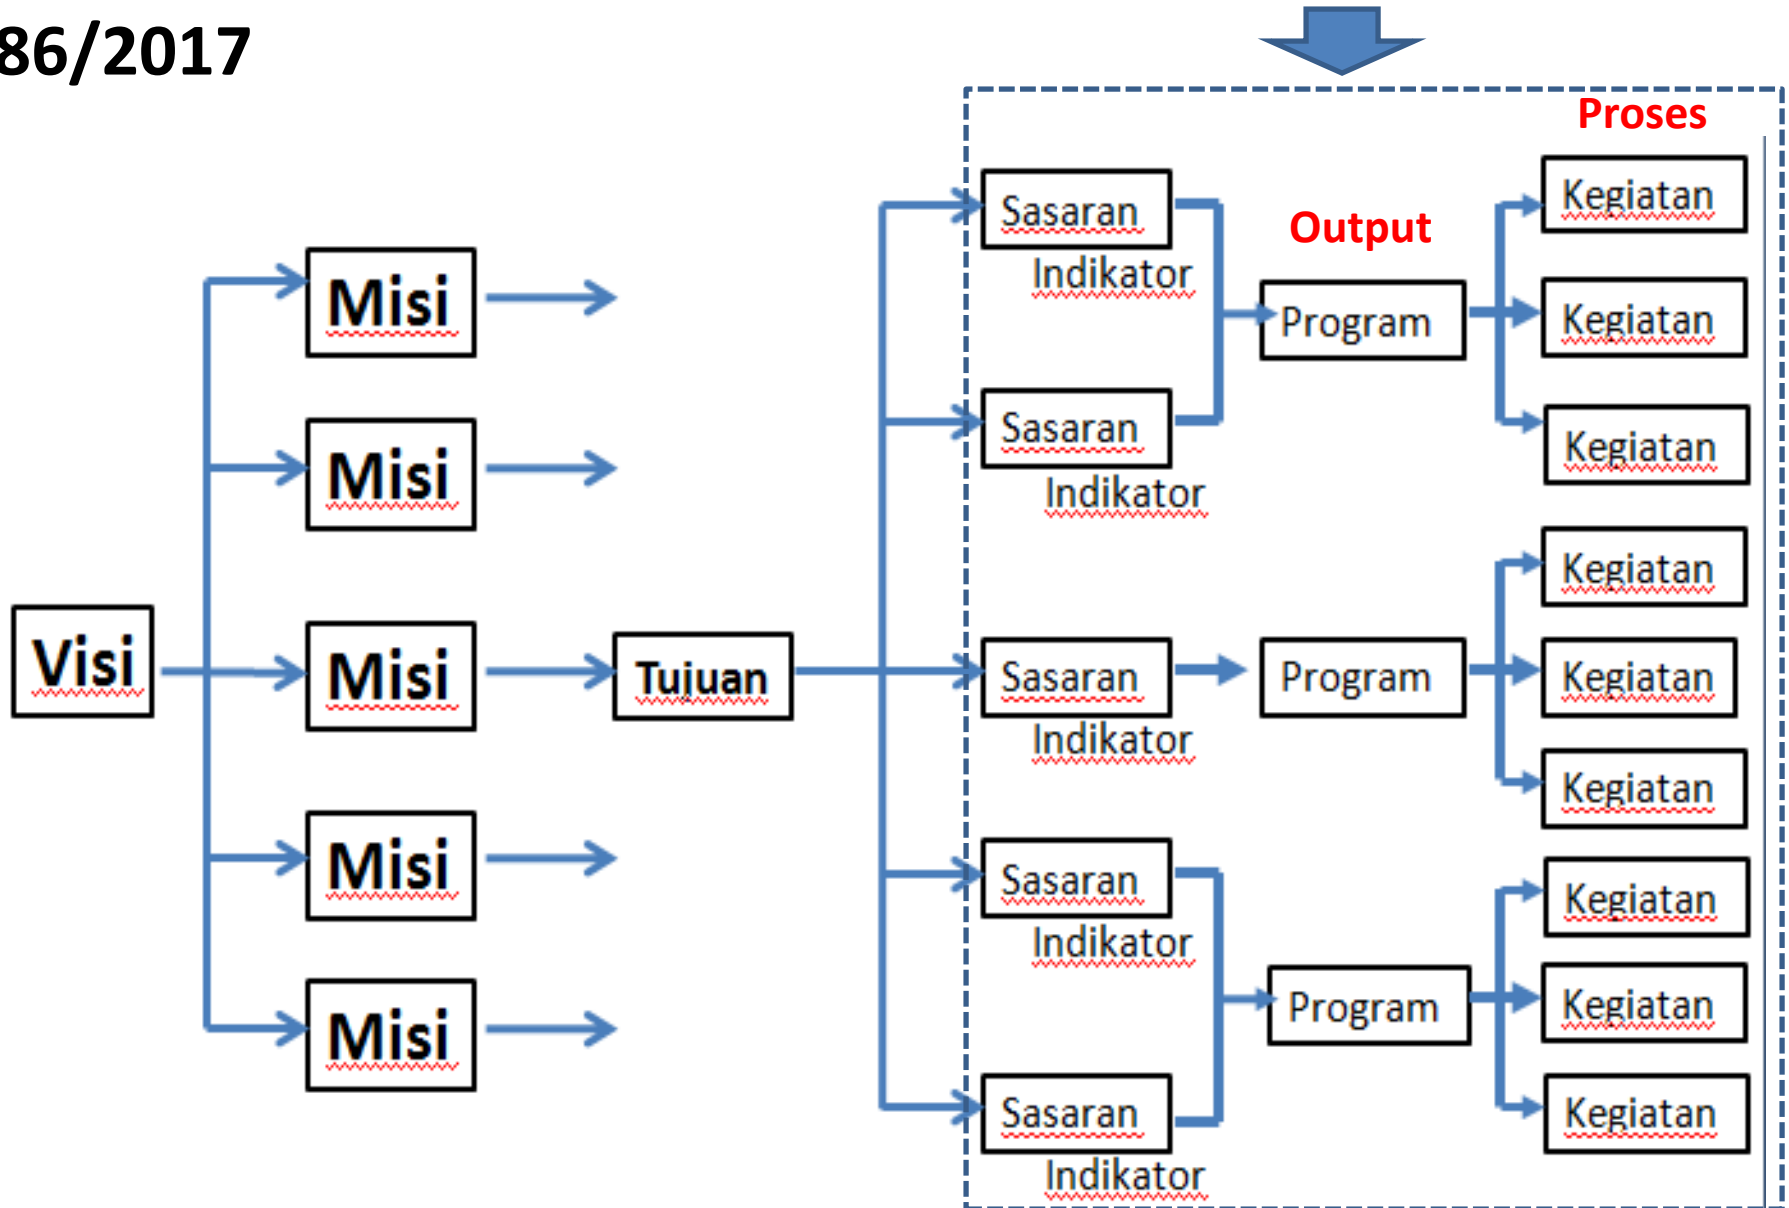 86/2017
Visi
Misi
Misi
Misi
Misi
Misi
Tujuan
Sasaran
Indikator
Sasaran
Indikator
Sasaran
Indikator
Sasaran
Indikator
Sasaran
Indikator
Output
Program
Program
Program
Proses
Kegiatan
Kegiatan
Kegiatan
Kegiatan
Kegiatan
Kegiatan
Kegiatan
Kegiatan
Kegiatan